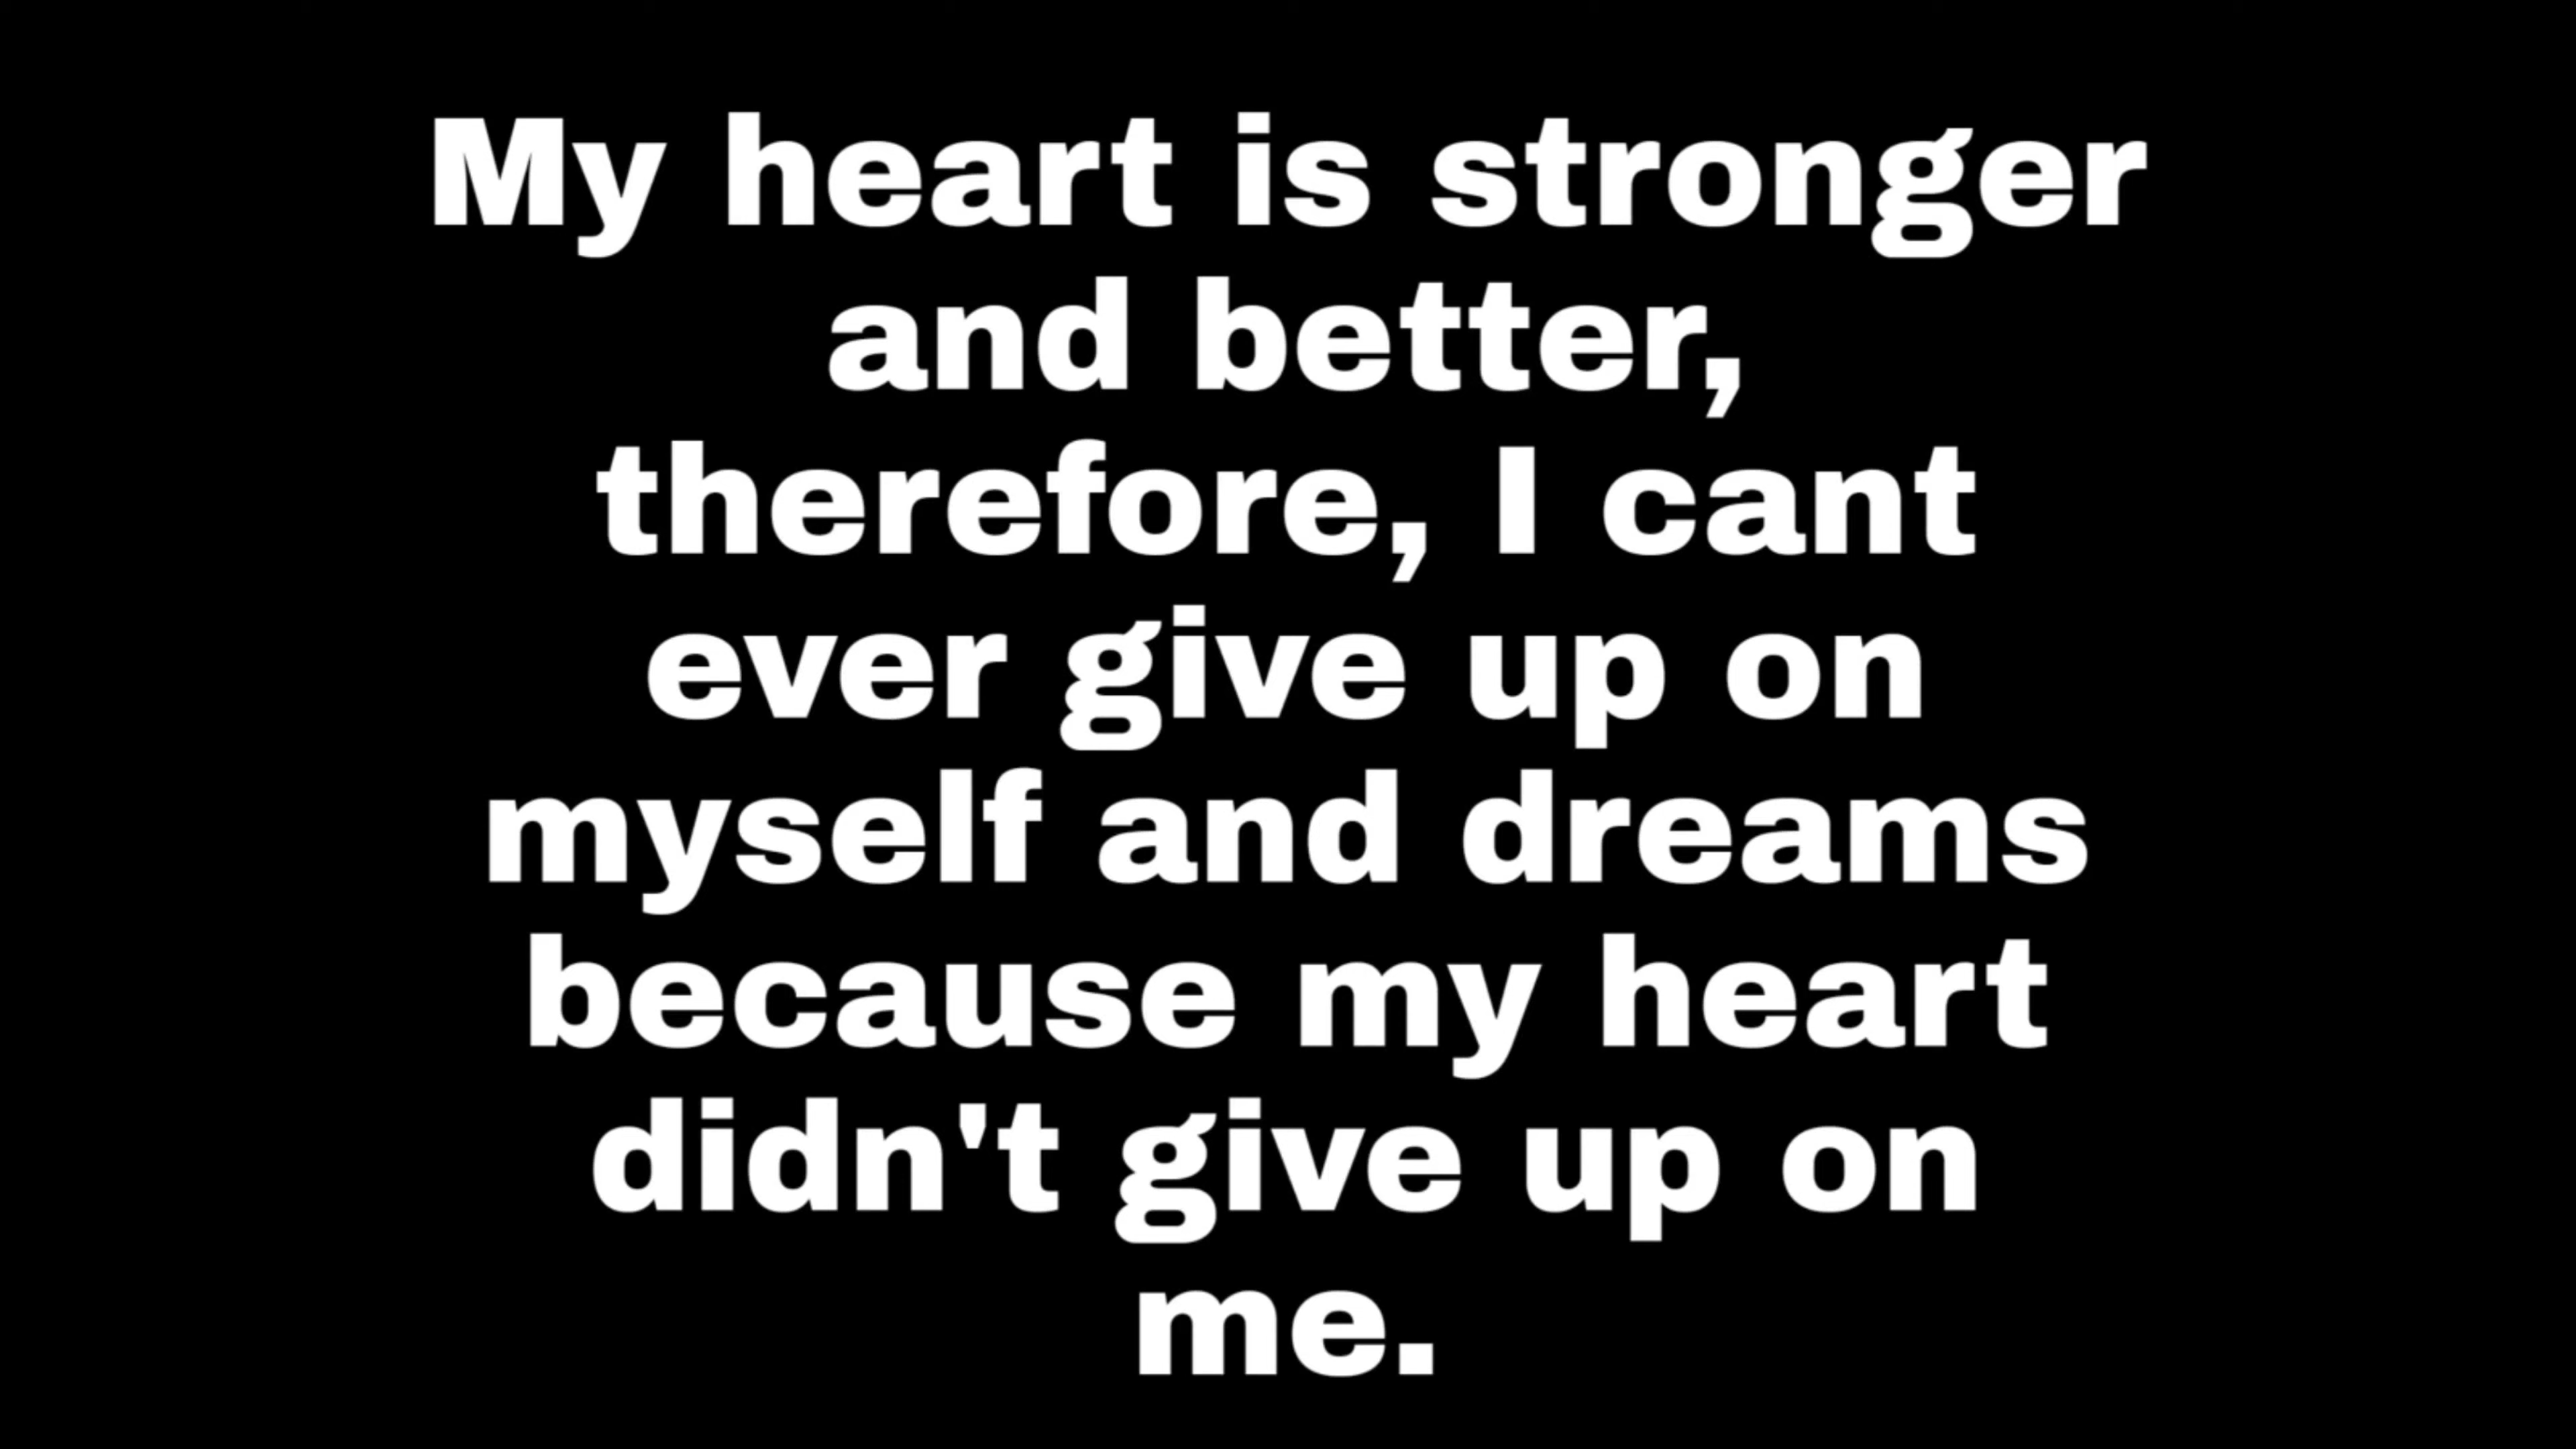 My heart is stronger
and better,
therefore, I cant
ever give up on
myself and dreams
because my heart
didn't give up on
me.